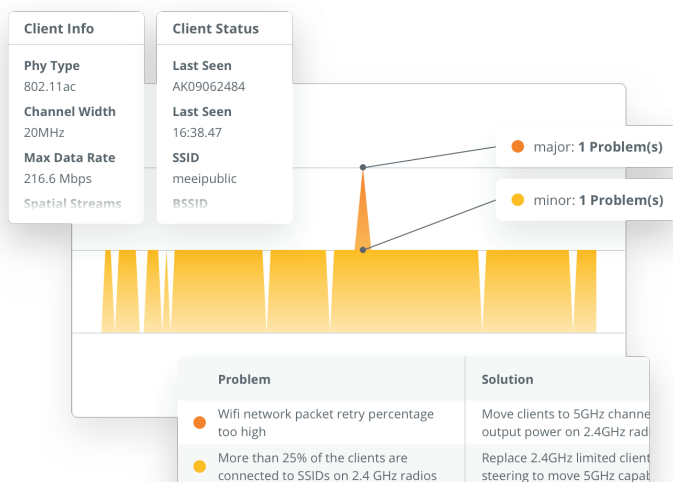 Client Info
Phy Type
802.11ac
Channel Width
20MHz
Max Data Rate
216.6 Mbps
Spatial Streams
Client Status
Last Seen
AK09062484
Last Seen
16:38.47
SSID
meeipublic
BSSID
major: 1 Problem(s)
minor: 1 Problem(s)
Problem
Solution
Wifi network packet retry percentage
too high
Move clients to 5GHz channe
output power on 2.4GHz rad
More than 25% of the clients are
connected to SSIDs on 2.4 GHz radios
Replace 2.4GHz limited client
steering to move 5GHz capab